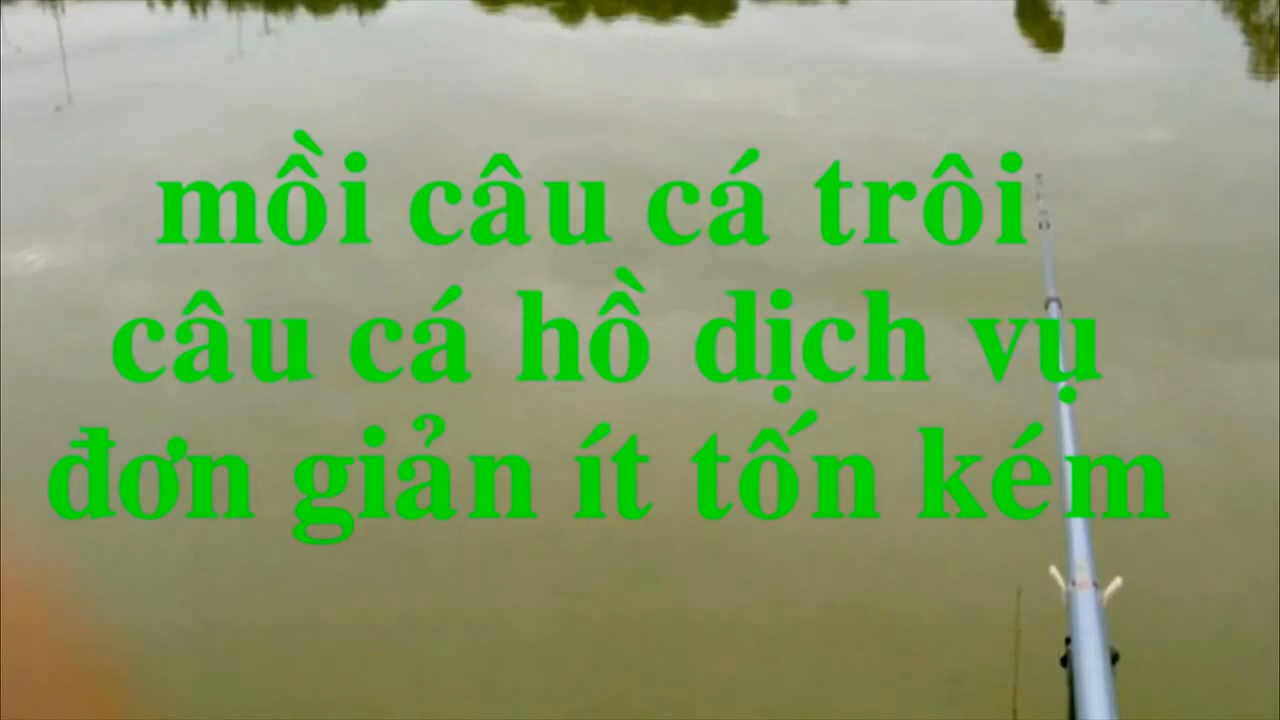 mồi câu cá trôi
câu cá hồ dịch vụ
đơn giản ít tốn kém